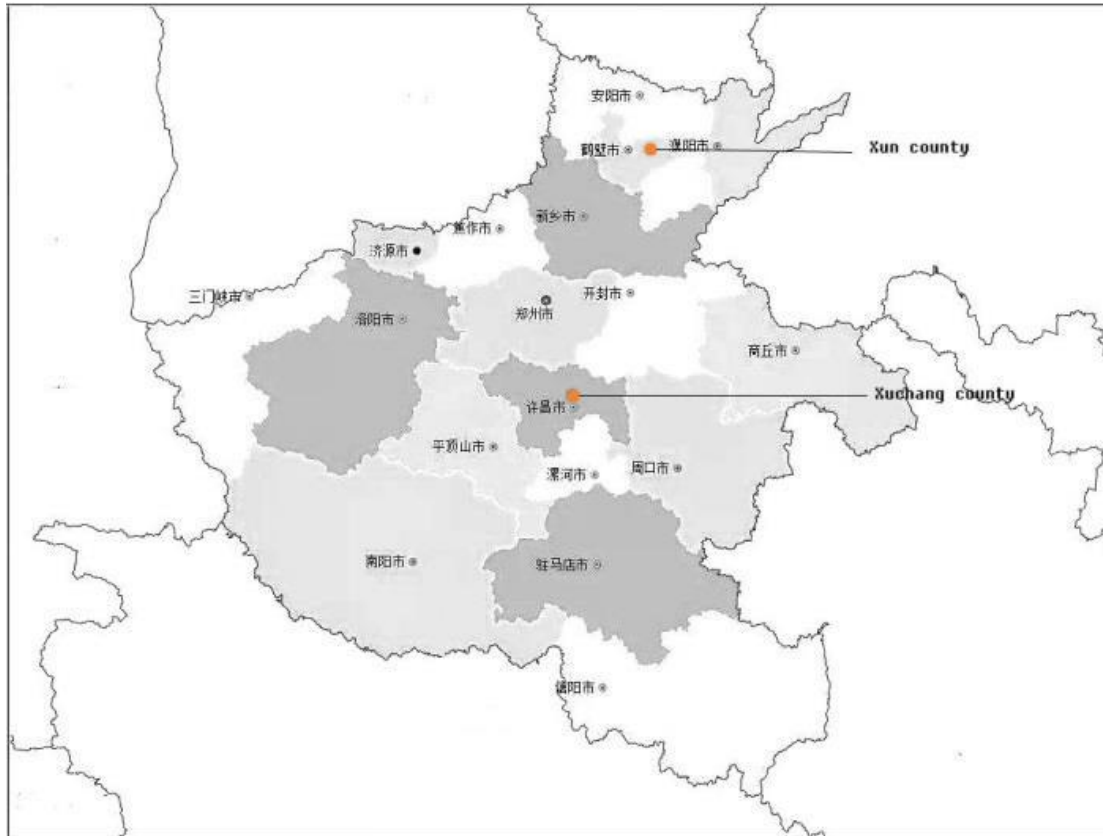 安阳市
鹤壁市
濮阳市
Xun county
新乡市
焦作市
济源市
三门峡市
开封市
郑州市
洛阳市
商丘市
Xuchang county
许昌市
平顶山市
漯河市
周口市
南阳市
驻马店市
信阳市